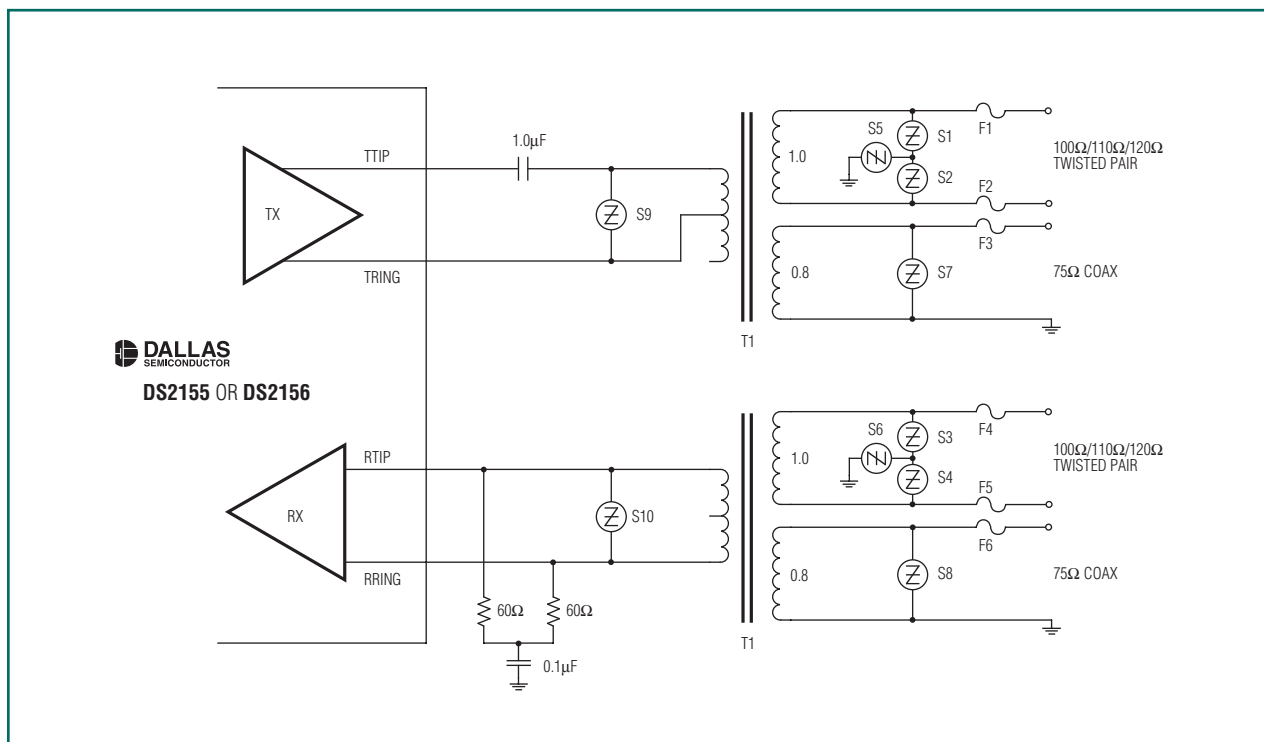 TTIP
1.0µF
TX
S9
TRING
T1
1.0
S5
S1
S2
F1
F2
100Ω/110Ω/120Ω
TWISTED PAIR
0.8
S7
F3
75Ω COAX
DALLAS
SEMICONDUCTOR
DS2155 OR DS2156
RTIP
RX
S10
RRING
60Ω
60Ω
0.1µF
T1
1.0
S6
S3
S4
F4
F5
100Ω/110Ω/120Ω
TWISTED PAIR
0.8
S8
F6
75Ω COAX